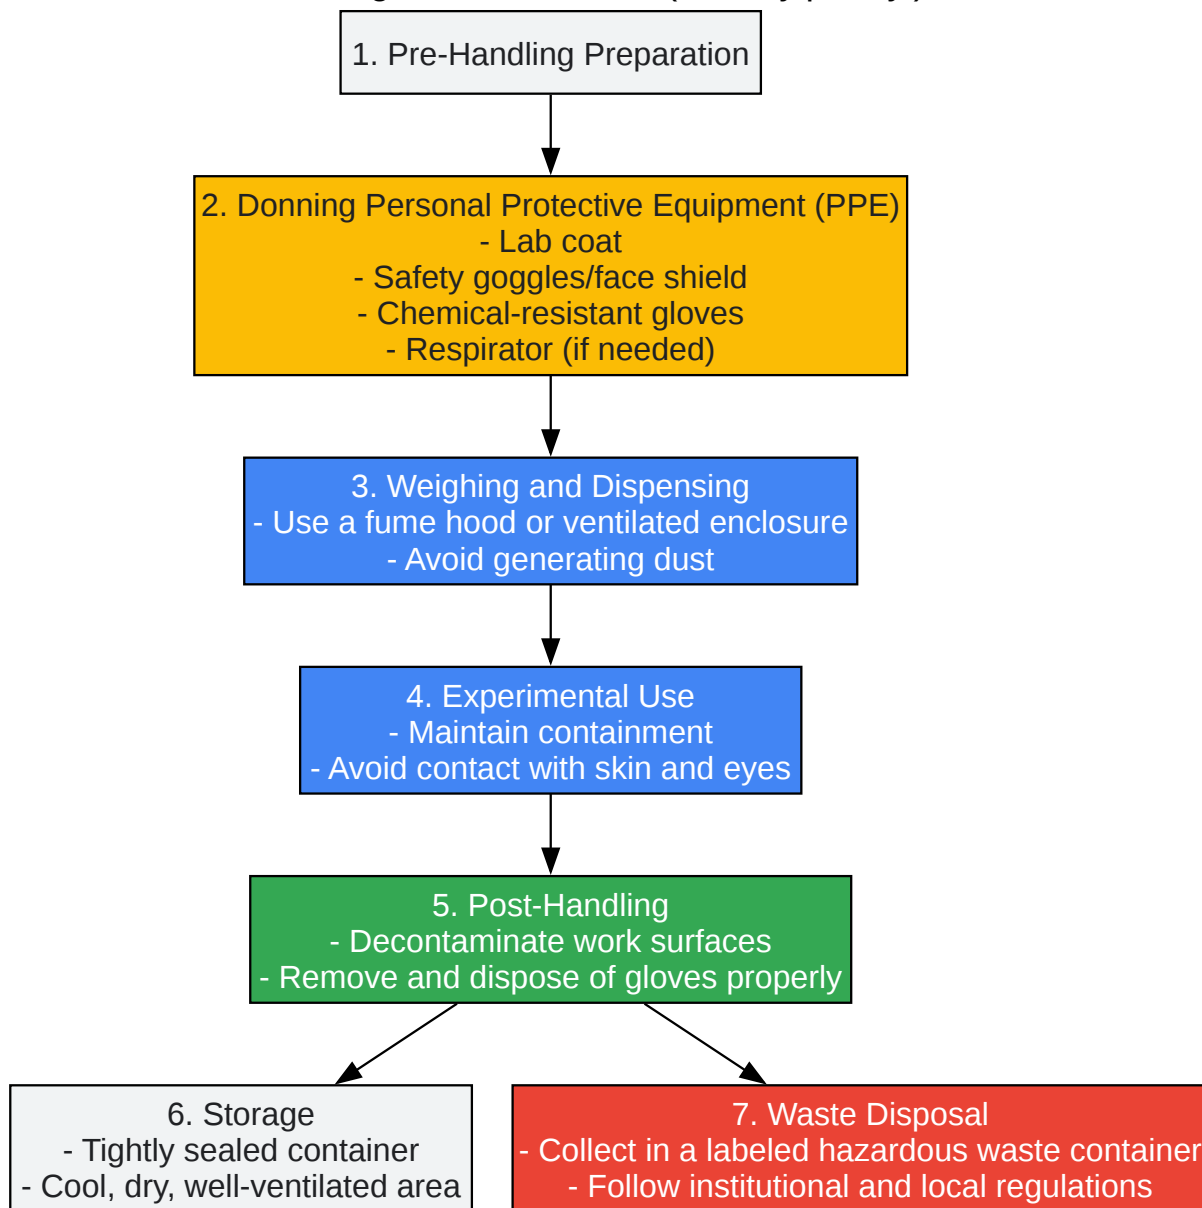 1. Pre-Handling Preparation
2. Donning Personal Protective Equipment (PPE)
- Lab coat
- Safety goggles/face shield
- Chemical-resistant gloves
- Respirator (if needed)
3. Weighing and Dispensing
- Use a fume hood or ventilated enclosure
- Avoid generating dust
4. Experimental Use
- Maintain containment
- Avoid contact with skin and eyes
5. Post-Handling
- Decontaminate work surfaces
- Remove and dispose of gloves properly
6. Storage
- Tightly sealed container
- Cool, dry, well-ventilated area
7. Waste Disposal
- Collect in a labeled hazardous waste container
- Follow institutional and local regulations